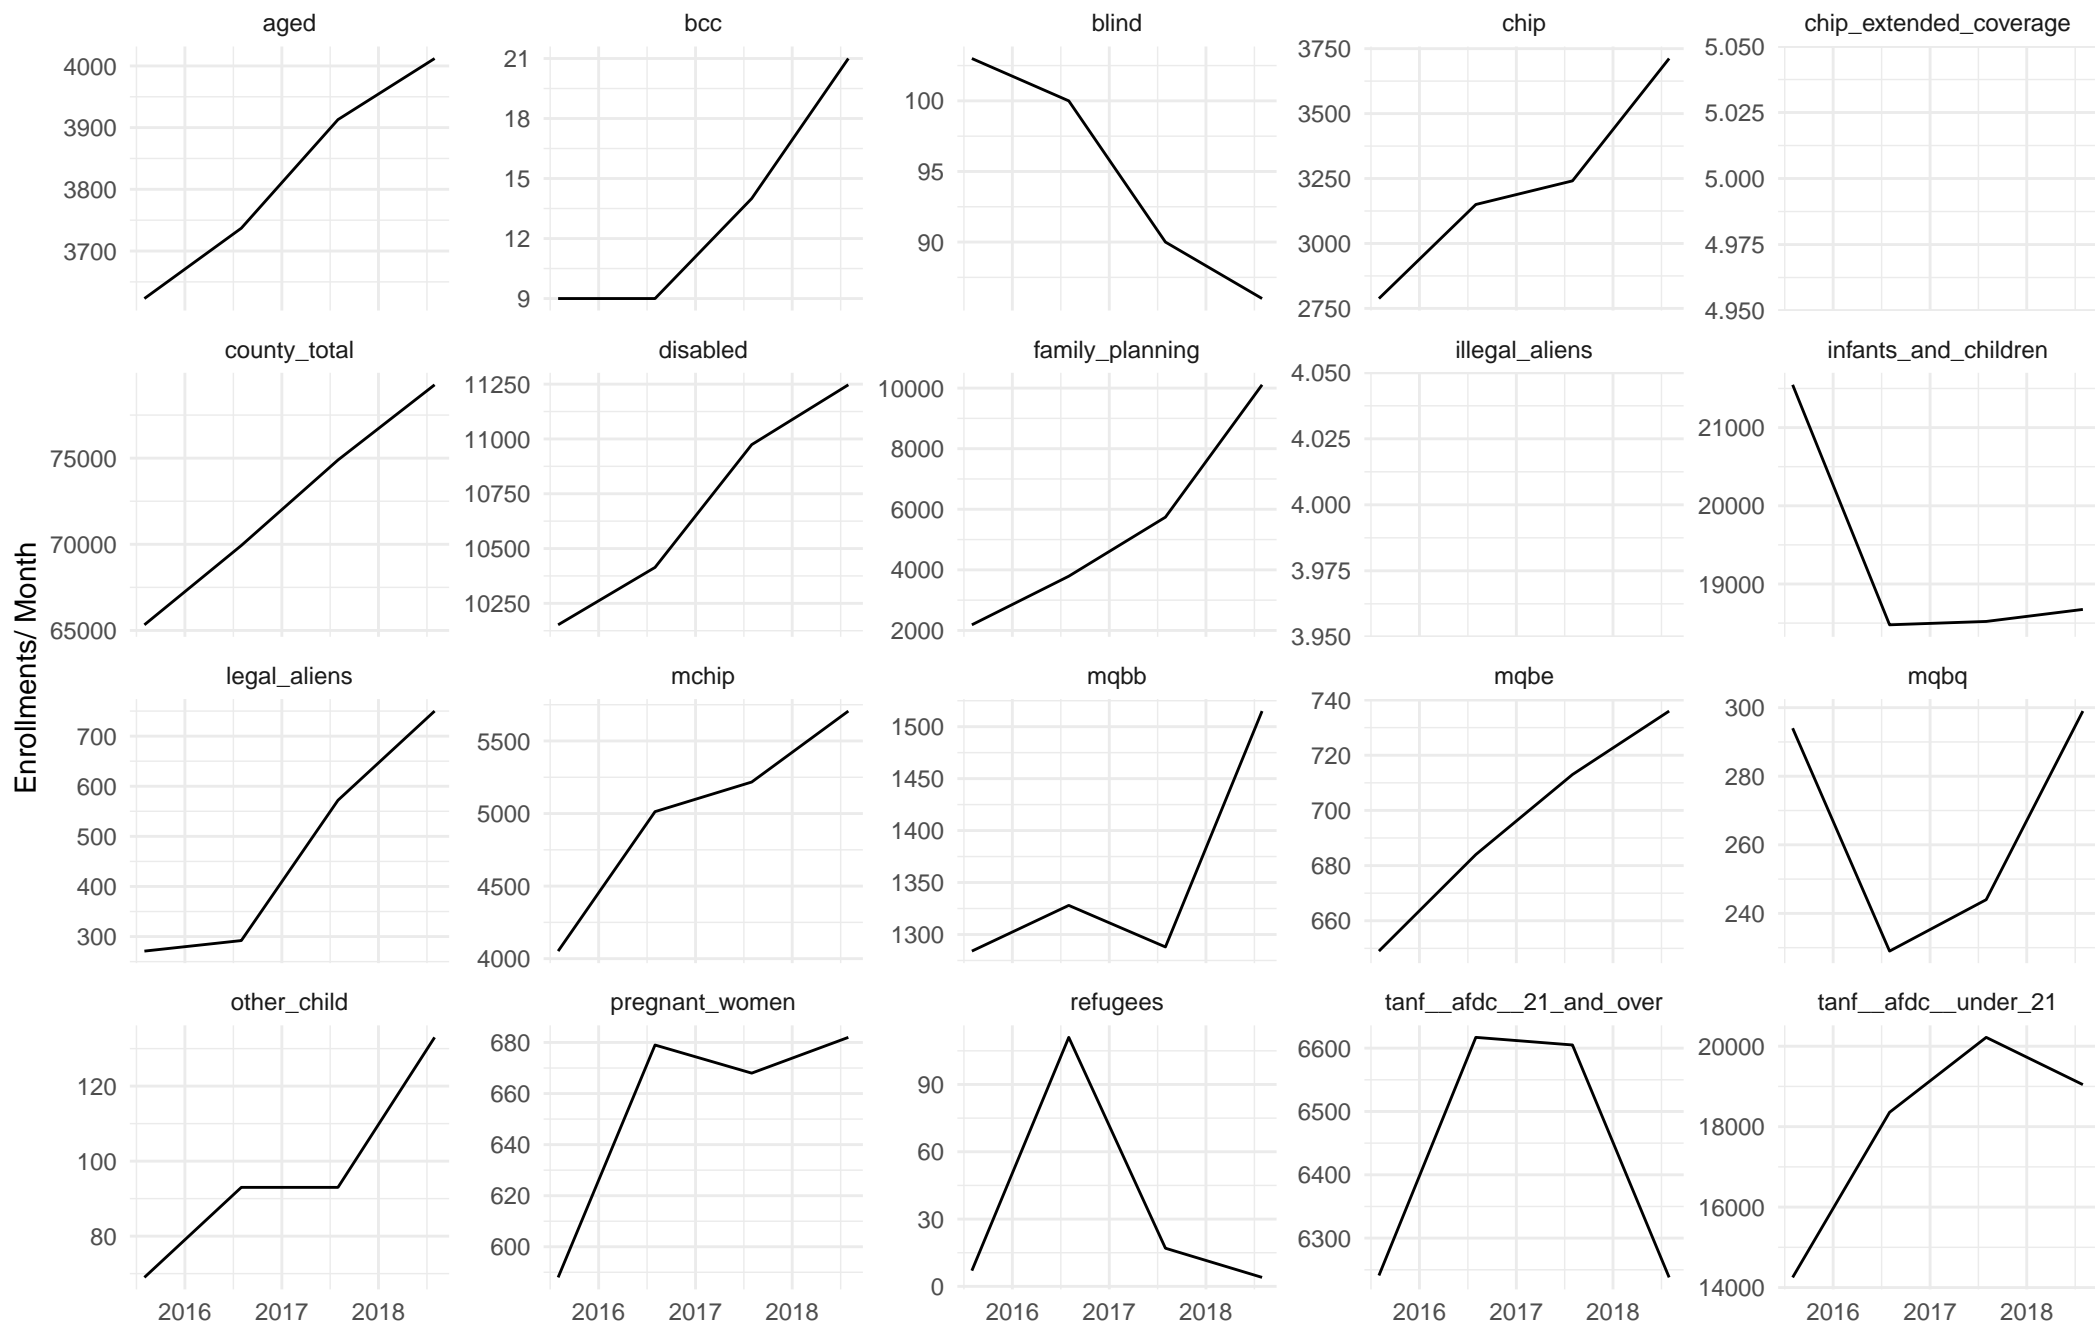 aged bcc blind chip chip_extended_coverage
4000 3900 3800 3700
21 18 15 12 9
100 95 90
3750 3500 3250 3000 2750
5.050 5.025 5.000 4.975 4.950
county_total disabled family_planning illegal_aliens infants_and_children
75000 70000 65000
11250 11000 10750 10500 10250
10000 8000 6000 4000 2000
4.050 4.025 4.000 3.975 3.950
21000 20000 19000
Enrollments/ Month
legal_aliens mchip mqbb mqbe mqbq
700 600 500 400 300
5500 5000 4500 4000
1500 1450 1400 1350 1300
740 720 700 680 660
300 280 260 240
other_child pregnant_women refugees tanf__afdc__21_and_over tanf__afdc__under_21
120 100 80
680 660 640 620 600
90 60 30 0
6600 6500 6400 6300
20000 18000 16000 14000
2016 2017 2018 2016 2017 2018 2016 2017 2018 2016 2017 2018 2016 2017 2018